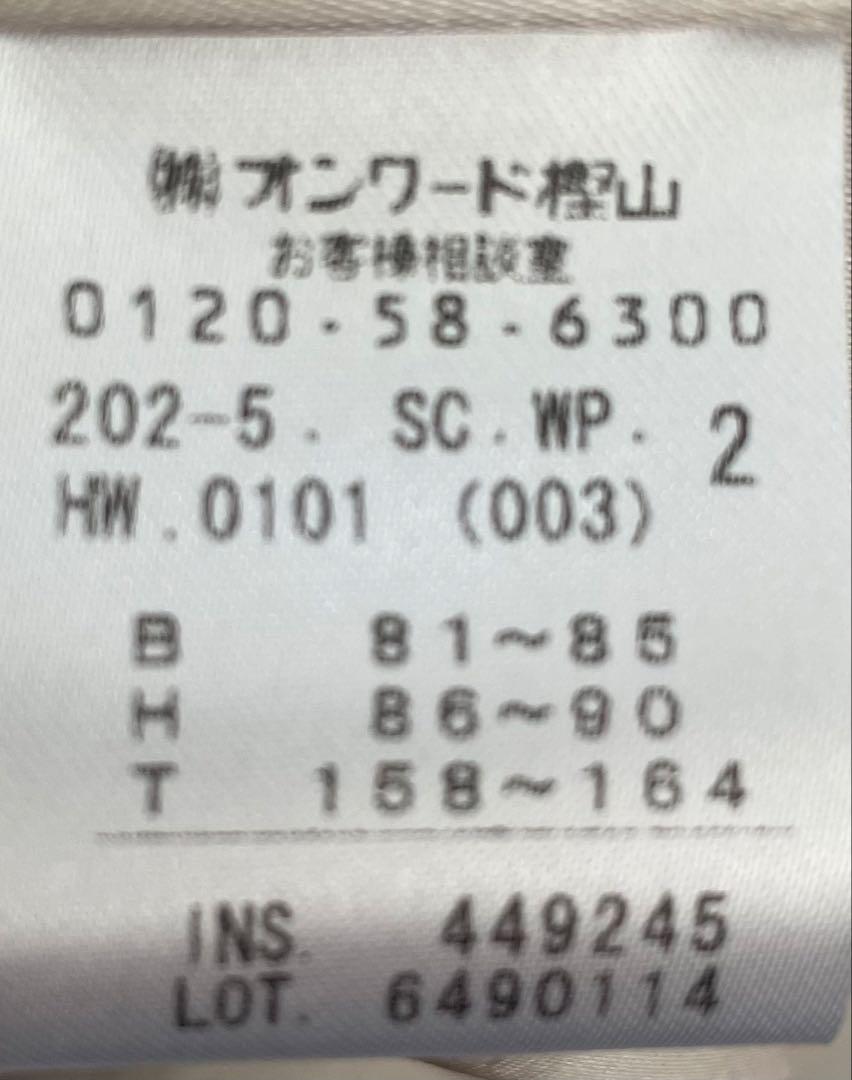 ㈱オンワード樫山
お客様相談室
0120・58・6300
202-5. SC.WP. 2
HW.0101 (003)
B 81～85
H 86～90
T 158～164
INS. 449245
LOT. 6490114